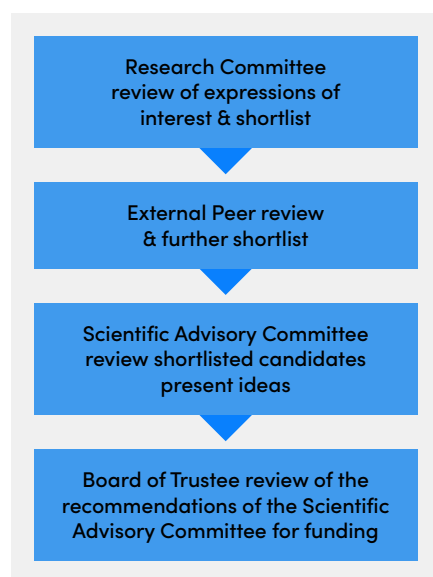 Research Committee
review of expressions of
interest & shortlist
External Peer review
& further shortlist
Scientific Advisory Committee
review shortlisted candidates
present ideas
Board of Trustee review of the
recommendations of the Scientific
Advisory Committee for funding